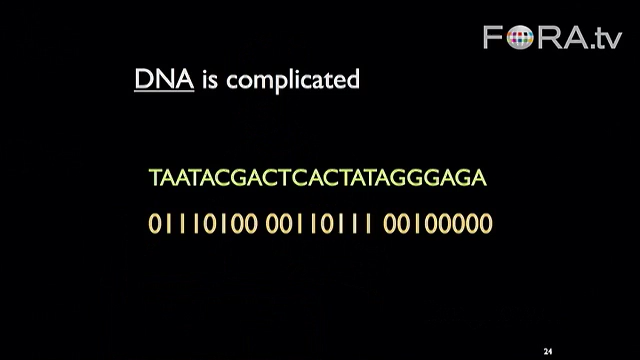 FORA.tv
DNA is complicated
TAATACGACTCACTATAGGGAGA
01110100 00110111 00100000
24